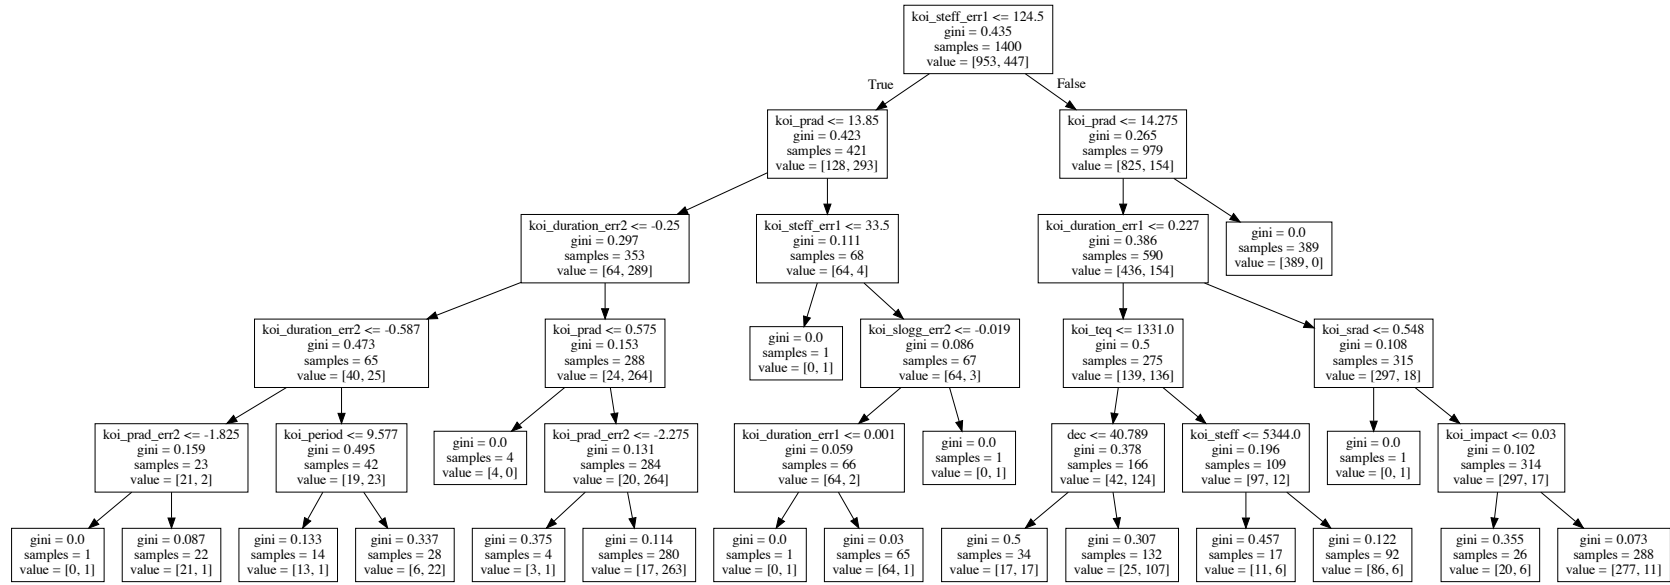 koi_steff_err1 <= 124.5
gini = 0.435
samples = 1400
value = [953, 447]
True
False
koi_prad <= 13.85
gini = 0.423
samples = 421
value = [128, 293]
koi_prad <= 14.275
gini = 0.265
samples = 979
value = [825, 154]
koi_duration_err2 <= -0.25
gini = 0.297
samples = 353
value = [64, 289]
koi_steff_err1 <= 33.5
gini = 0.111
samples = 68
value = [64, 4]
koi_duration_err1 <= 0.227
gini = 0.386
samples = 590
value = [436, 154]
gini = 0.0
samples = 389
value = [389, 0]
koi_duration_err2 <= -0.587
gini = 0.473
samples = 65
value = [40, 25]
koi_prad <= 0.575
gini = 0.153
samples = 288
value = [24, 264]
gini = 0.0
samples = 1
value = [0, 1]
koi_slogg_err2 <= -0.019
gini = 0.086
samples = 67
value = [64, 3]
koi_teq <= 1331.0
gini = 0.5
samples = 275
value = [139, 136]
koi_srad <= 0.548
gini = 0.108
samples = 315
value = [297, 18]
koi_prad_err2 <= -1.825
gini = 0.159
samples = 23
value = [21, 2]
koi_period <= 9.577
gini = 0.495
samples = 42
value = [19, 23]
gini = 0.0
samples = 4
value = [4, 0]
koi_prad_err2 <= -2.275
gini = 0.131
samples = 284
value = [20, 264]
koi_duration_err1 <= 0.001
gini = 0.059
samples = 66
value = [64, 2]
gini = 0.0
samples = 1
value = [0, 1]
dec <= 40.789
gini = 0.378
samples = 166
value = [42, 124]
koi_steff <= 5344.0
gini = 0.196
samples = 109
value = [97, 12]
gini = 0.0
samples = 1
value = [0, 1]
koi_impact <= 0.03
gini = 0.102
samples = 314
value = [297, 17]
gini = 0.0
samples = 1
value = [0, 1]
gini = 0.087
samples = 22
value = [21, 1]
gini = 0.133
samples = 14
value = [13, 1]
gini = 0.337
samples = 28
value = [6, 22]
gini = 0.375
samples = 4
value = [3, 1]
gini = 0.114
samples = 280
value = [17, 263]
gini = 0.0
samples = 1
value = [0, 1]
gini = 0.03
samples = 65
value = [64, 1]
gini = 0.5
samples = 34
value = [17, 17]
gini = 0.307
samples = 132
value = [25, 107]
gini = 0.457
samples = 17
value = [11, 6]
gini = 0.122
samples = 92
value = [86, 6]
gini = 0.355
samples = 26
value = [20, 6]
gini = 0.073
samples = 288
value = [277, 11]